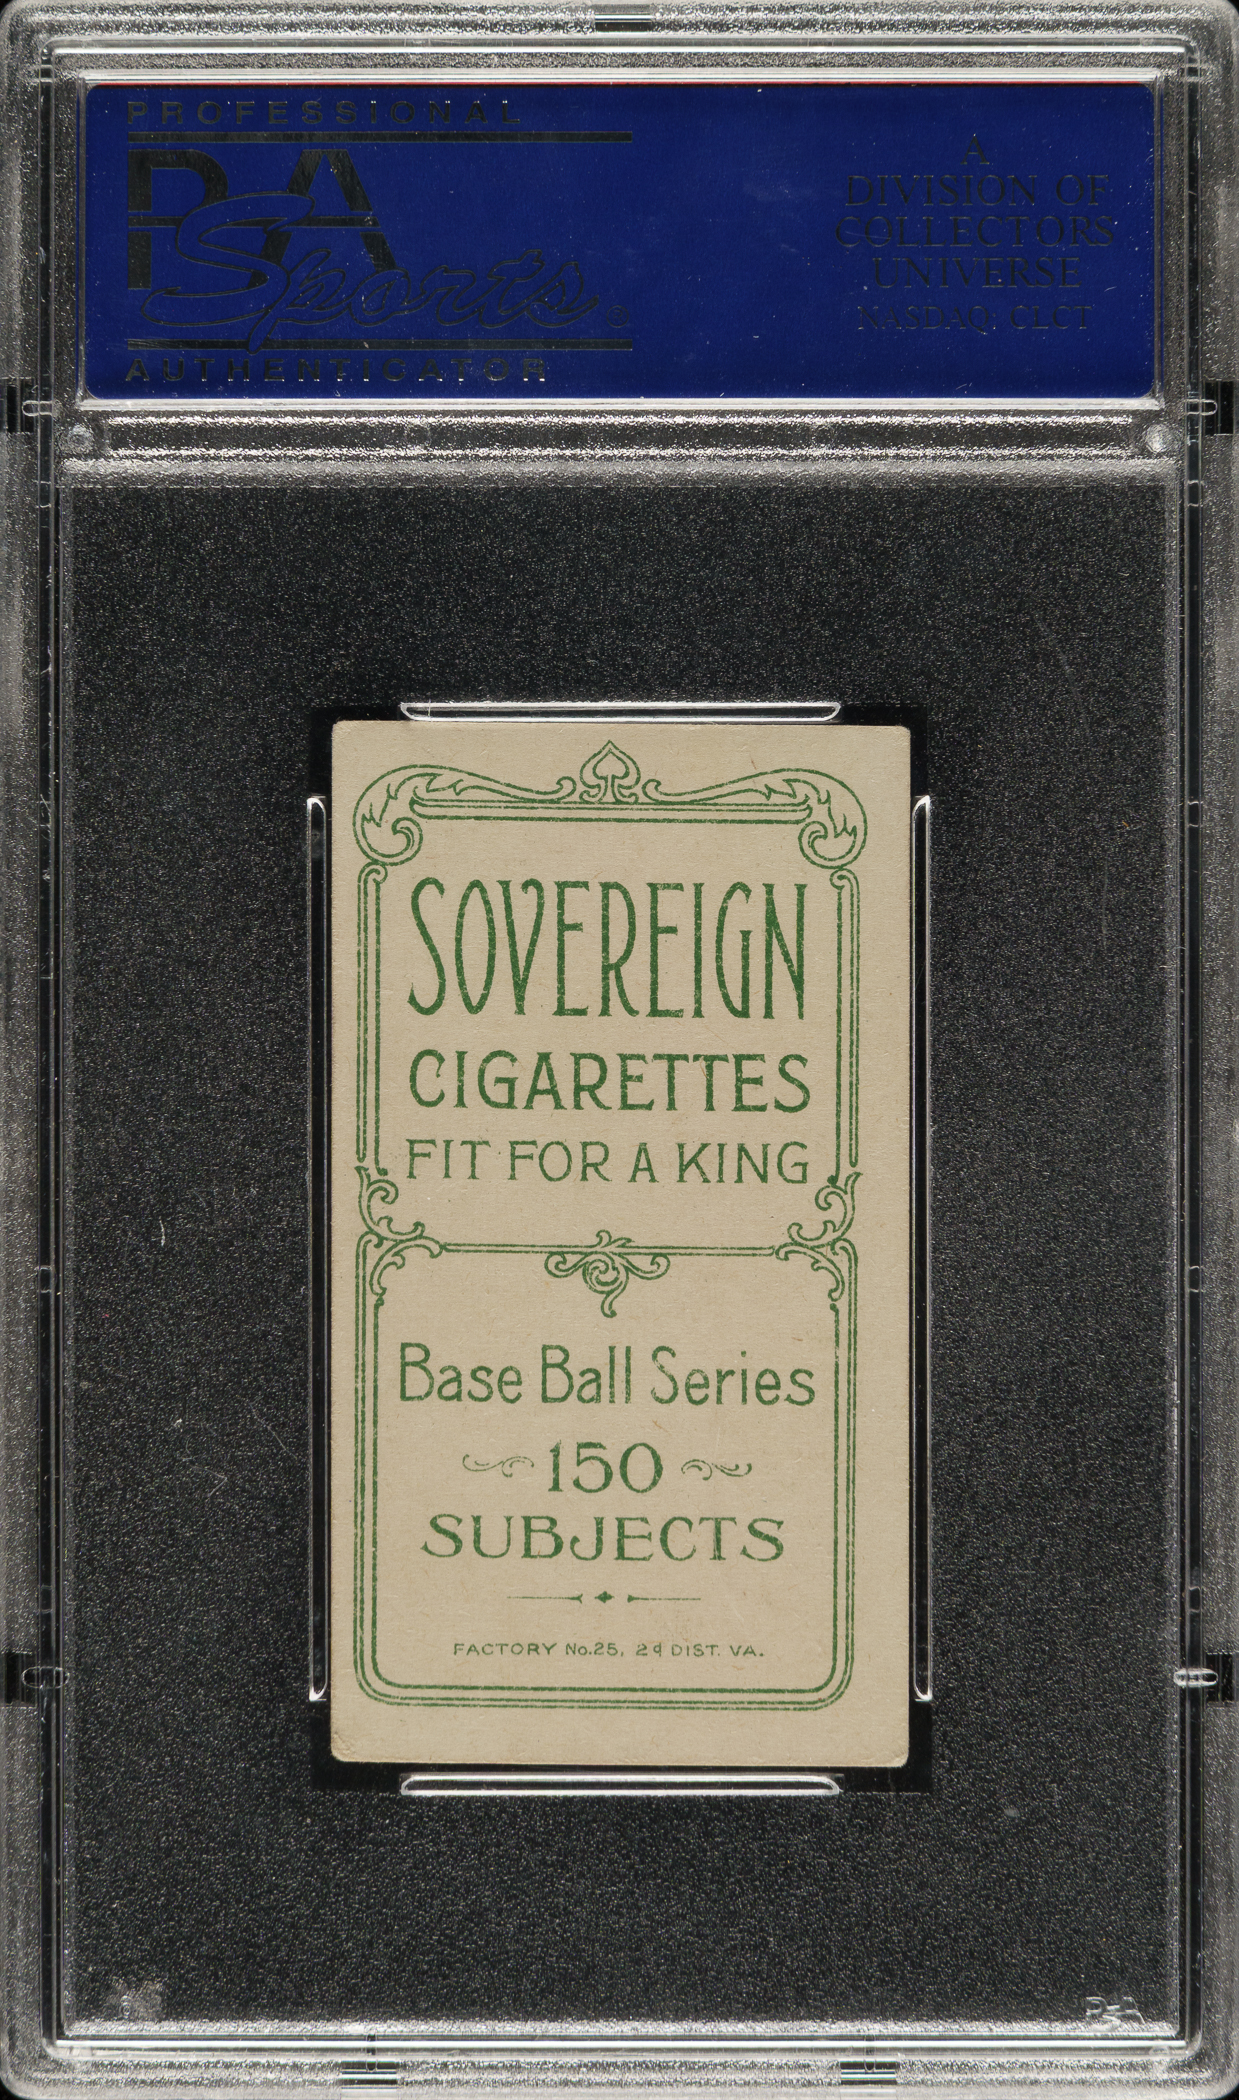 PROFESSIONAL
PSA
Sports®
AUTHENTICATOR
A
DIVISION OF
COLLECTORS
UNIVERSE
NASDAQ: CLCT
SOVEREIGN
CIGARETTES
FIT FOR A KING
Base Ball Series
150
SUBJECTS
FACTORY No.25, 2d DIST. VA.
PSA